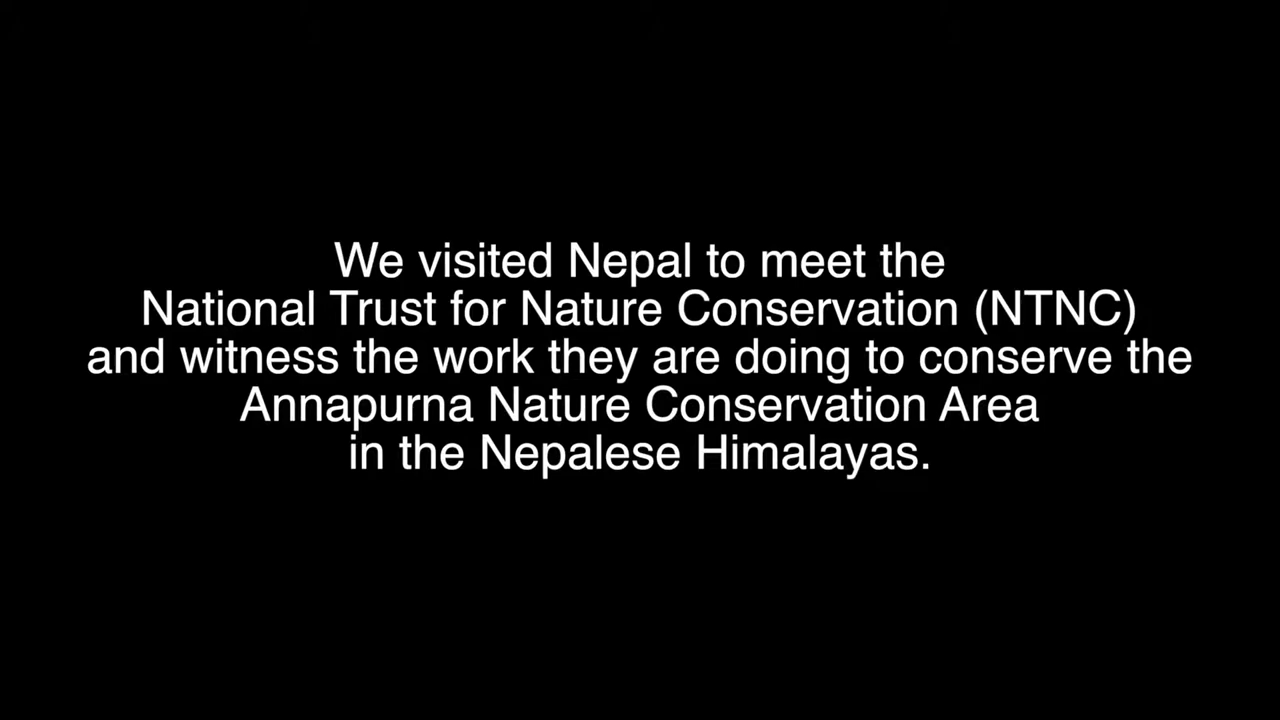 We visited Nepal to meet the
National Trust for Nature Conservation (NTNC)
and witness the work they are doing to conserve the
Annapurna Nature Conservation Area
in the Nepalese Himalayas.